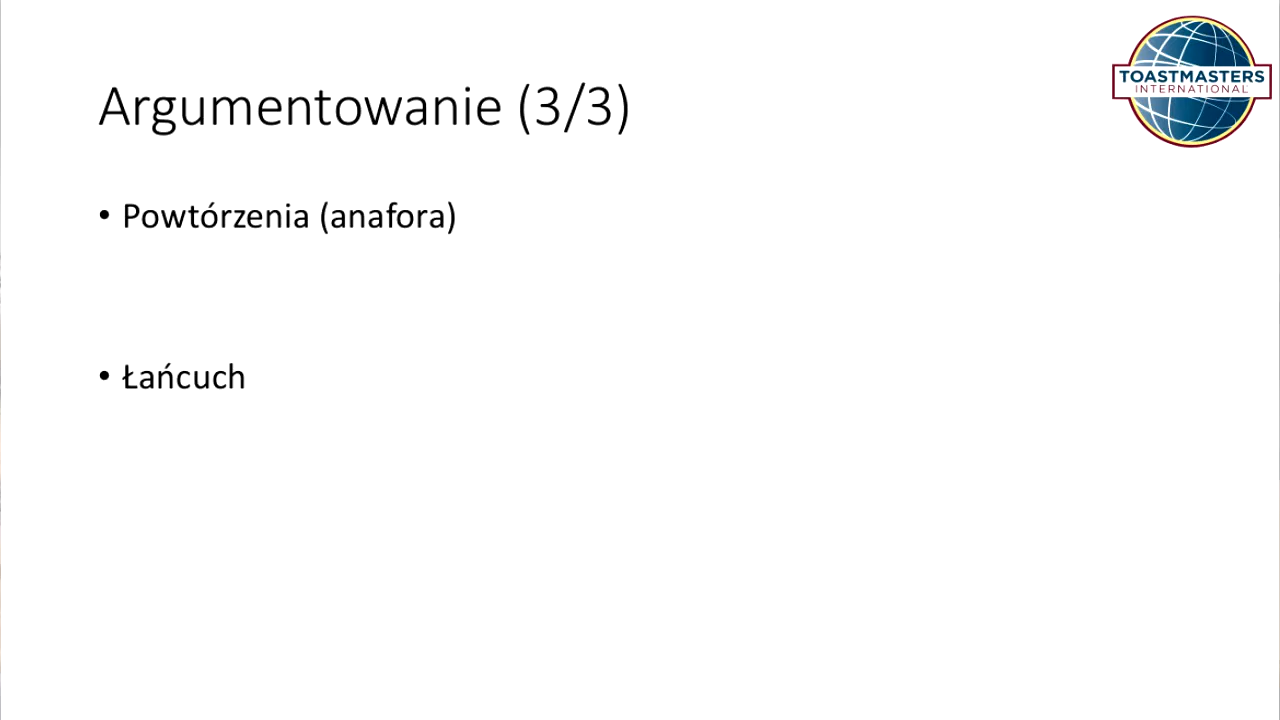 TOASTMASTERS
INTERNATIONAL
Argumentowanie (3/3)
• Powtórzenia (anafora)
• Łańcuch